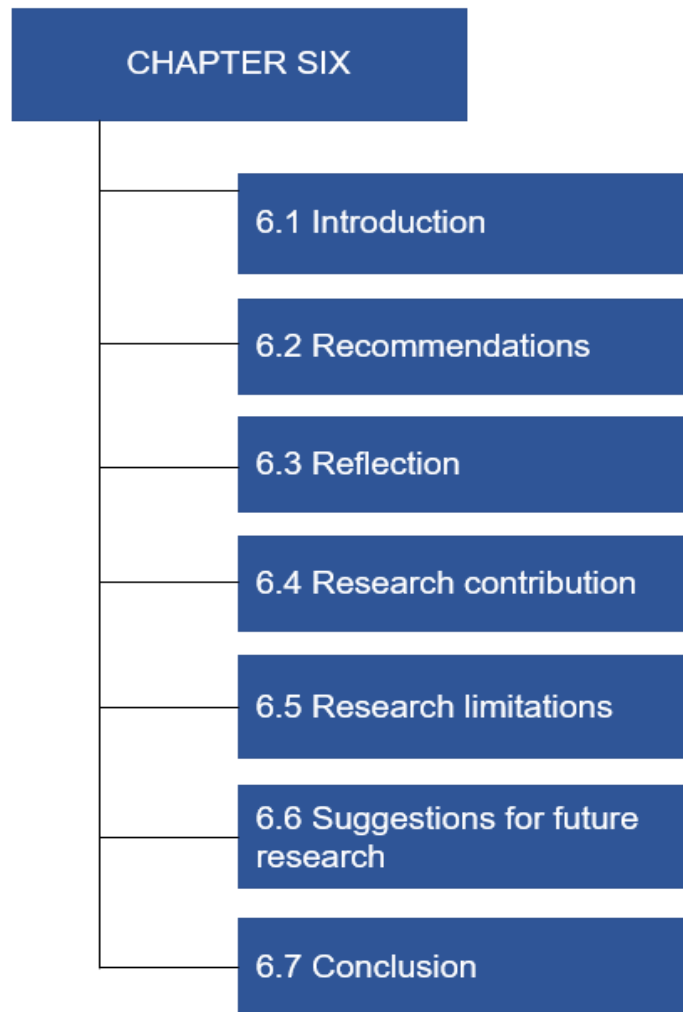 CHAPTER SIX
6.1 Introduction
6.2 Recommendations
6.3 Reflection
6.4 Research contribution
6.5 Research limitations
6.6 Suggestions for future
research
6.7 Conclusion